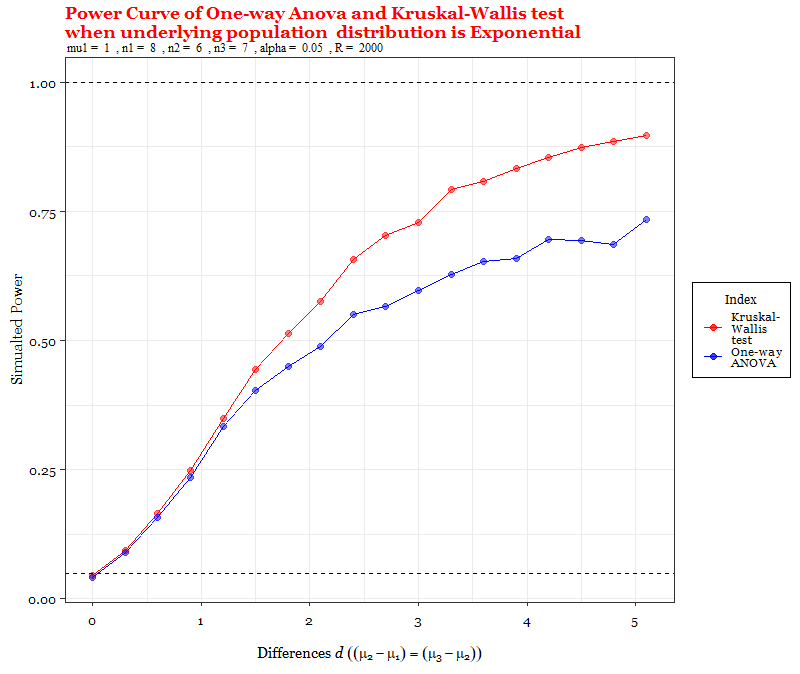 Power Curve of One-way Anova and Kruskal-Wallis test
when underlying population distribution is Exponential
mu1 = 1 , n1 = 8 , n2 = 6 , n3 = 7 , alpha = 0.05 , R = 2000
1.00
0.75
0.50
0.25
0.00
Simualted Power
0 1 2 3 4 5
Differences d ((μ₂ − μ₁) = (μ₃ − μ₂))
Index
Kruskal-
Wallis
test
One-way
ANOVA